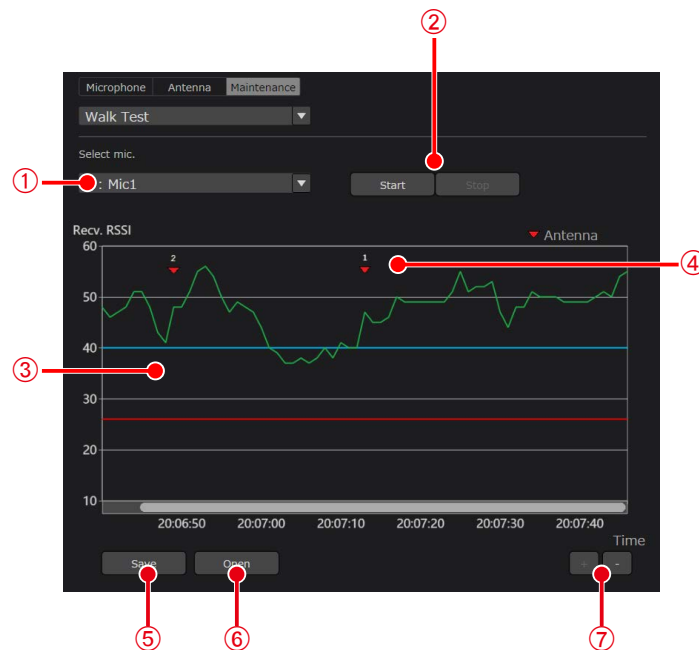 ②
Microphone Antenna Maintenance
Walk Test
Select mic.
① : Mic1 Start Stop
Recv. RSSI
Antenna
60
2 1
④
50
40
③
30
20
10
20:06:50 20:07:00 20:07:10 20:07:20 20:07:30 20:07:40
Time
Save Open + -
⑤ ⑥ ⑦